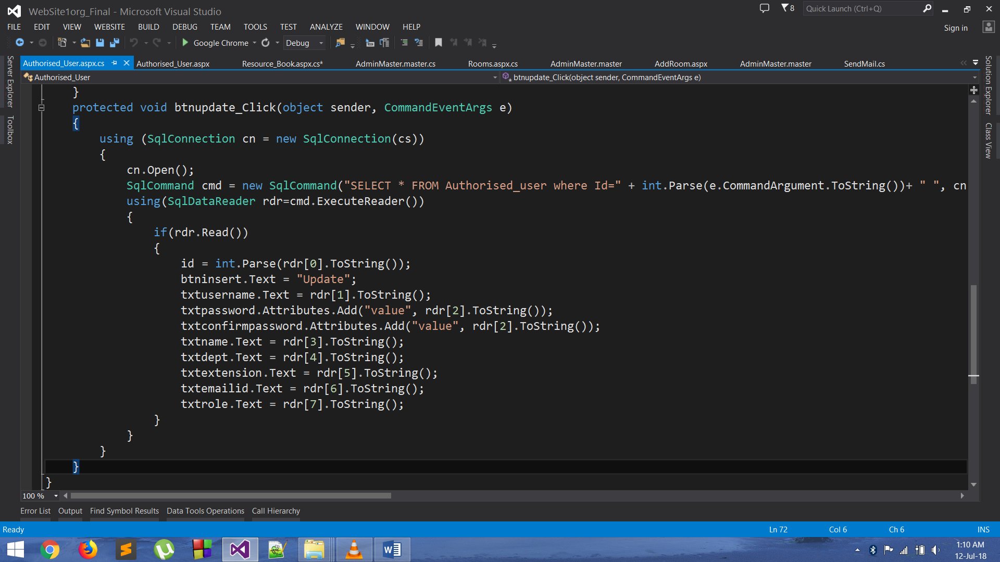 WebSite1org_Final - Microsoft Visual Studio
8
Quick Launch (Ctrl+Q)
FILE EDIT VIEW WEBSITE BUILD DEBUG TEAM TOOLS TEST ANALYZE WINDOW HELP
Sign in
Google Chrome Debug
Server Explorer
Toolbox
Authorised_User.aspx.cs Authorised_User.aspx Resource_Book.aspx.cs* AdminMaster.master.cs Rooms.aspx.cs AdminMaster.master AddRoom.aspx AdminMaster.master SendMail.cs
Authorised_User btnupdate_Click(object sender, CommandEventArgs e)
Solution Explorer
Class View
}
protected void btnupdate_Click(object sender, CommandEventArgs e)
{
using (SqlConnection cn = new SqlConnection(cs))
{
cn.Open();
SqlCommand cmd = new SqlCommand("SELECT * FROM Authorised_user where Id=" + int.Parse(e.CommandArgument.ToString())+ " ", cn
using(SqlDataReader rdr=cmd.ExecuteReader())
{
if(rdr.Read())
{
id = int.Parse(rdr[0].ToString());
btninsert.Text = "Update";
txtusername.Text = rdr[1].ToString();
txtpassword.Attributes.Add("value", rdr[2].ToString());
txtconfirmpassword.Attributes.Add("value", rdr[2].ToString());
txtname.Text = rdr[3].ToString();
txtdept.Text = rdr[4].ToString();
txtextension.Text = rdr[5].ToString();
txtemailid.Text = rdr[6].ToString();
txtrole.Text = rdr[7].ToString();
}
}
}
}
}
100 %
Error List Output Find Symbol Results Data Tools Operations Call Hierarchy
Ready Ln 72 Col 6 Ch 6 INS
1:10 AM
12-Jul-18